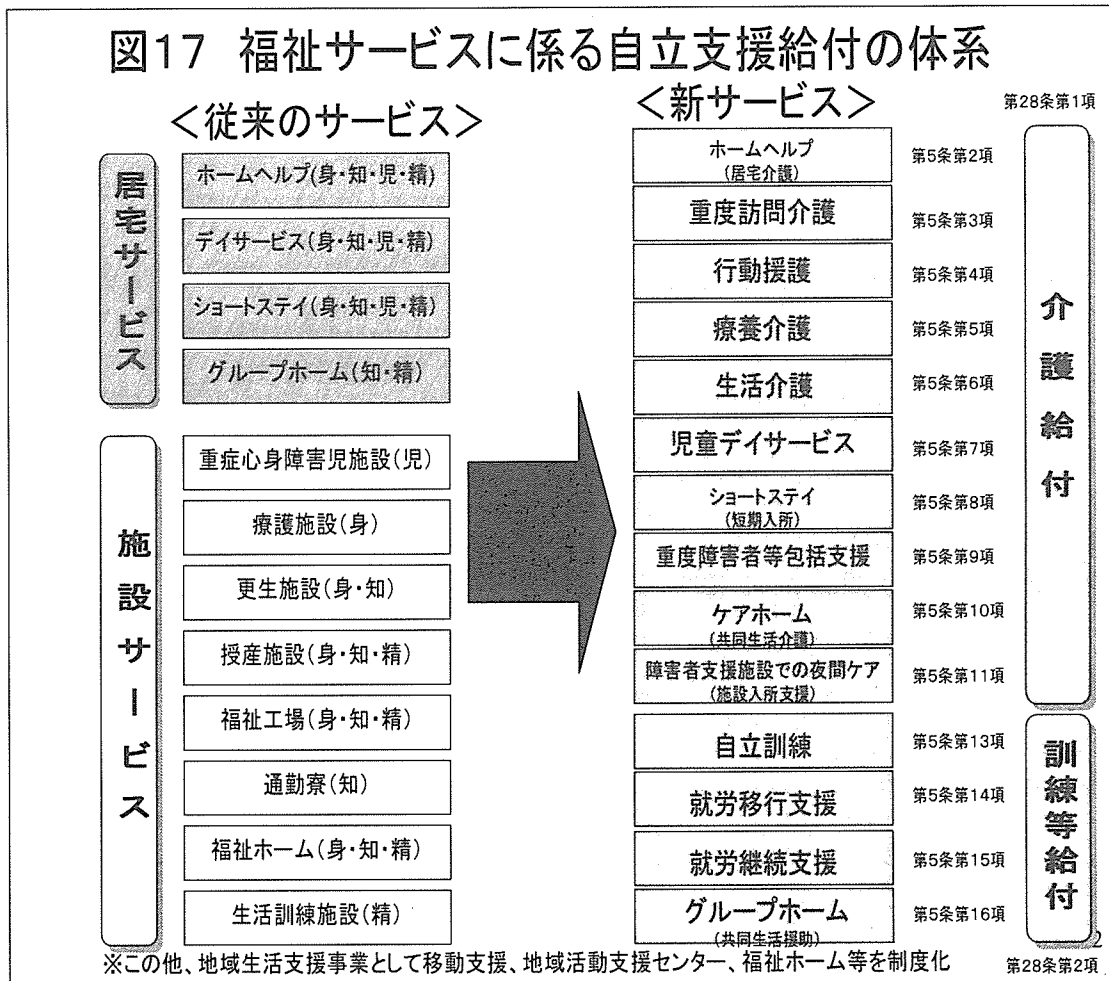 図17 福祉サービスに係る自立支援給付の体系
<従来のサービス>
居宅サービス
ホームヘルプ(身・知・児・精)
デイサービス(身・知・児・精)
ショートステイ(身・知・児・精)
グループホーム(知・精)
施設サービス
重症心身障害児施設(児)
療護施設(身)
更生施設(身・知)
授産施設(身・知・精)
福祉工場(身・知・精)
通勤寮(知)
福祉ホーム(身・知・精)
生活訓練施設(精)
<新サービス>
第28条第1項
ホームヘルプ
(居宅介護)
第5条第2項
重度訪問介護
第5条第3項
行動援護
第5条第4項
療養介護
第5条第5項
生活介護
第5条第6項
児童デイサービス
第5条第7項
ショートステイ
(短期入所)
第5条第8項
重度障害者等包括支援
第5条第9項
ケアホーム
(共同生活介護)
第5条第10項
障害者支援施設での夜間ケア
(施設入所支援)
第5条第11項
介護給付
自立訓練
第5条第13項
就労移行支援
第5条第14項
就労継続支援
第5条第15項
グループホーム
(共同生活援助)
第5条第16項
訓練等給付
2
※この他、地域生活支援事業として移動支援、地域活動支援センター、福祉ホーム等を制度化
第28条第2項